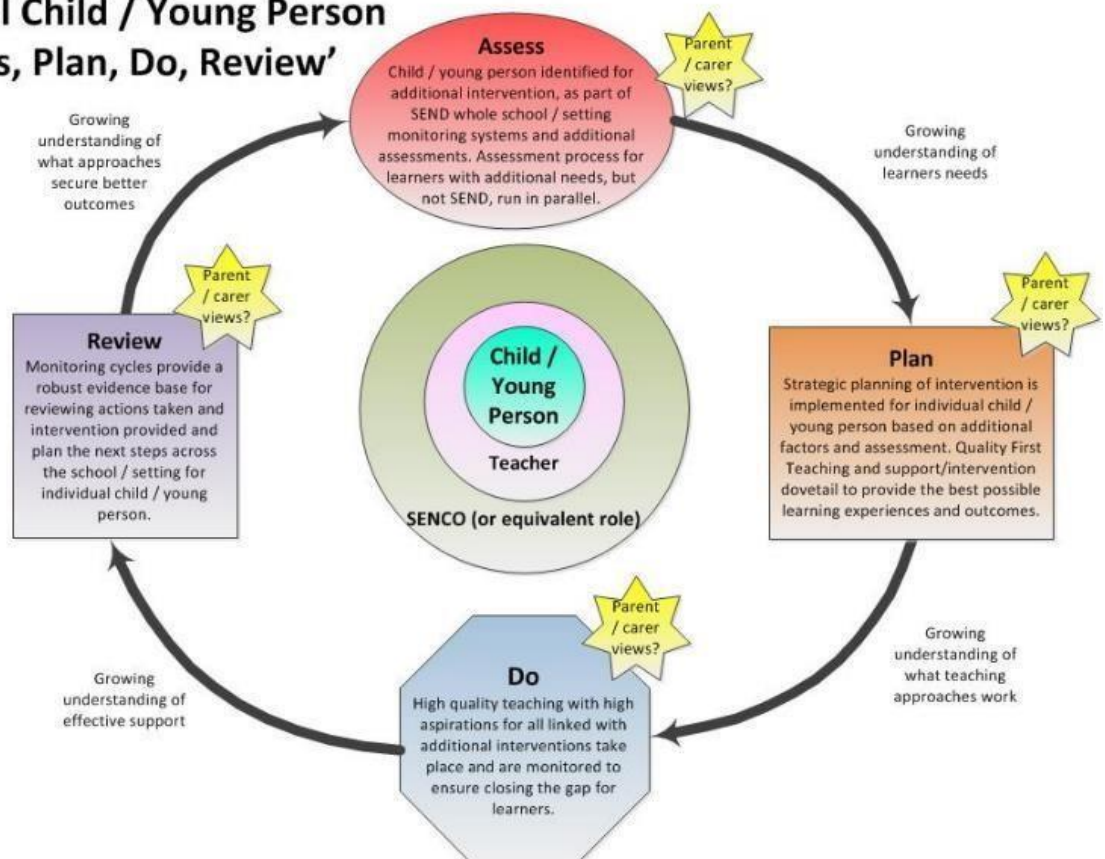 l Child / Young Person
s, Plan, Do, Review’
Assess
Child / young person identified for
additional intervention, as part of
SEND whole school / setting
monitoring systems and additional
assessments. Assessment process for
learners with additional needs, but
not SEND, run in parallel.
Parent
/ carer
views?
Growing
understanding of
learners needs
Parent
/ carer
views?
Plan
Strategic planning of intervention is
implemented for individual child /
young person based on additional
factors and assessment. Quality First
Teaching and support/intervention
dovetail to provide the best possible
learning experiences and outcomes.
Growing
understanding of
what teaching
approaches work
Parent
/ carer
views?
Do
High quality teaching with high
aspirations for all linked with
additional interventions take
place and are monitored to
ensure closing the gap for
learners.
Growing
understanding of
effective support
Parent
/ carer
views?
Review
Monitoring cycles provide a
robust evidence base for
reviewing actions taken and
intervention provided and
plan the next steps across
the school / setting for
individual child / young
person.
Growing
understanding of
what approaches
secure better
outcomes
Child /
Young
Person
Teacher
SENCO (or equivalent role)